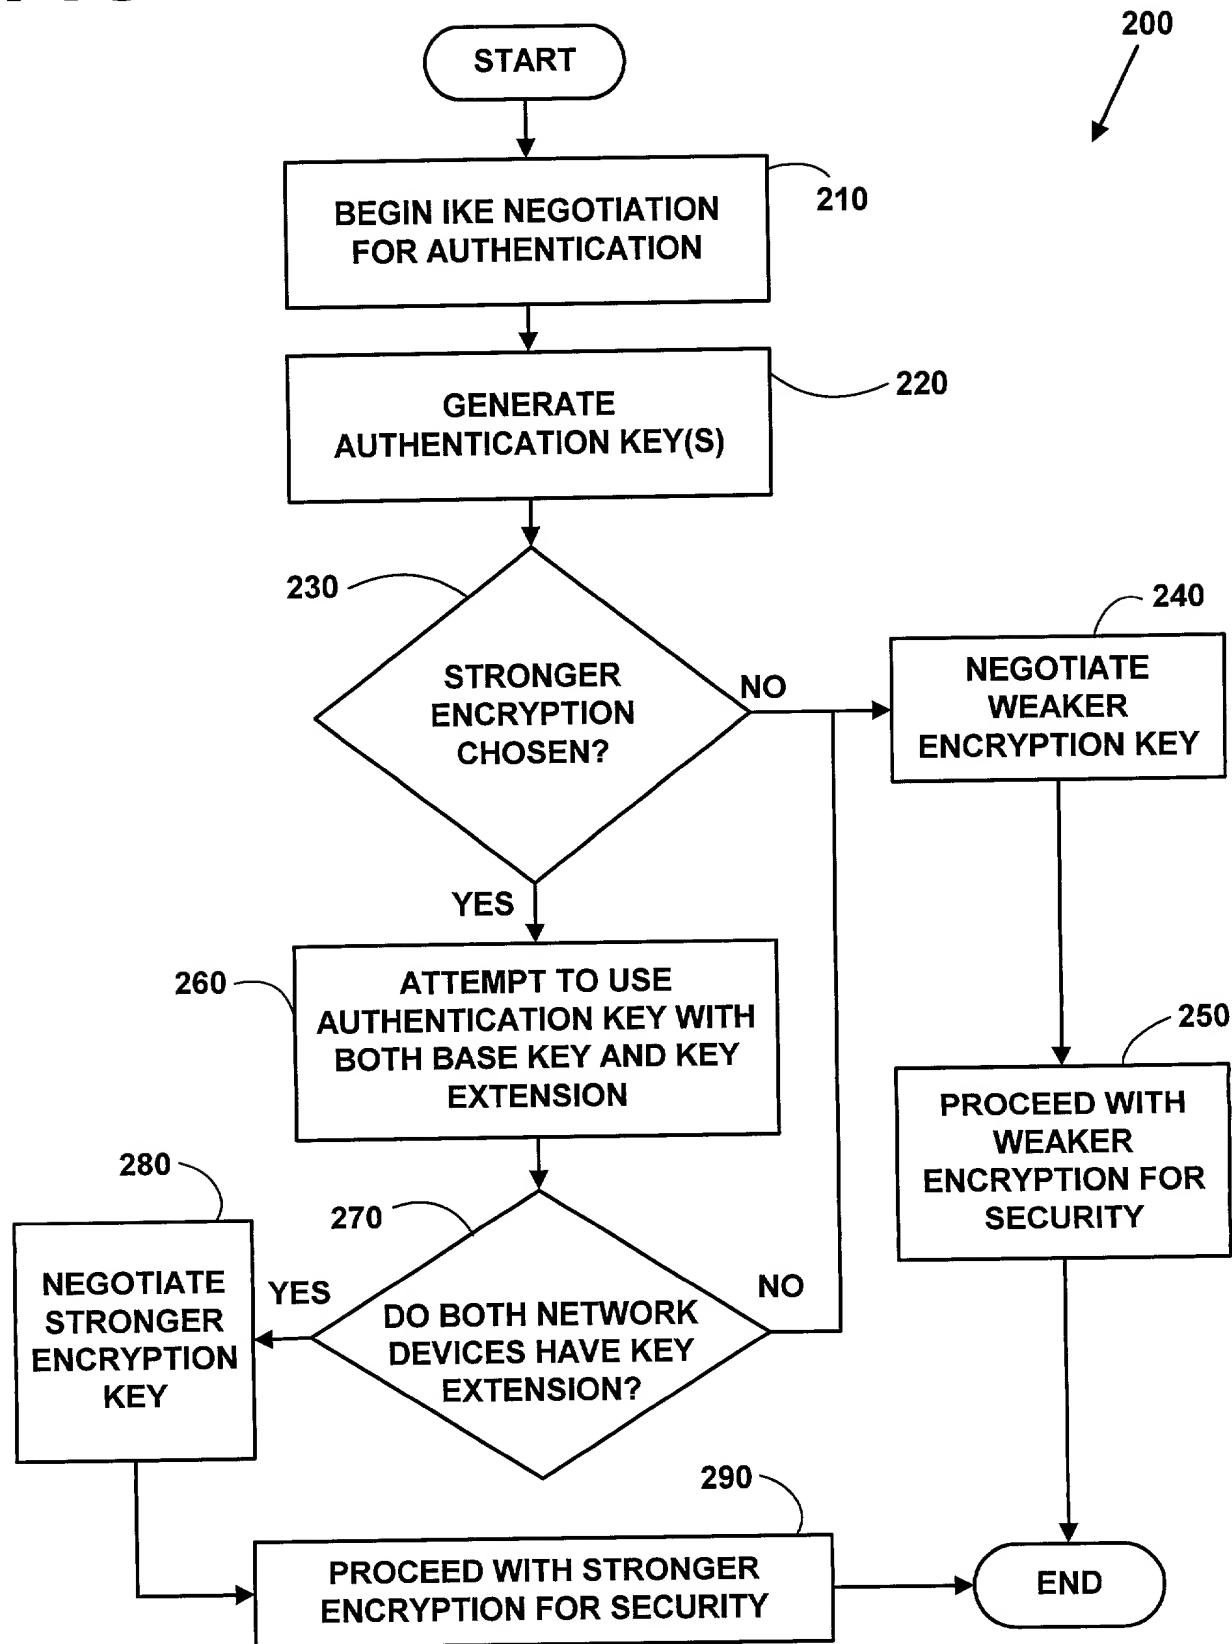 200
START
BEGIN IKE NEGOTIATION
FOR AUTHENTICATION
210
GENERATE
AUTHENTICATION KEY(S)
220
230
STRONGER
ENCRYPTION
CHOSEN?
NO
240
NEGOTIATE
WEAKER
ENCRYPTION KEY
YES
260
ATTEMPT TO USE
AUTHENTICATION KEY WITH
BOTH BASE KEY AND KEY
EXTENSION
250
PROCEED WITH
WEAKER
ENCRYPTION FOR
SECURITY
280
NEGOTIATE
STRONGER
ENCRYPTION
KEY
YES
270
DO BOTH NETWORK
DEVICES HAVE KEY
EXTENSION?
NO
290
PROCEED WITH STRONGER
ENCRYPTION FOR SECURITY
END